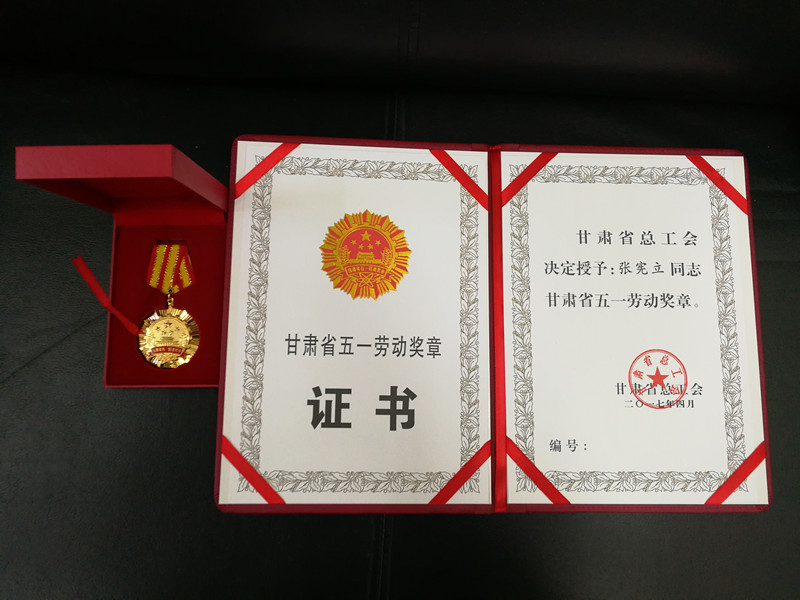 甘肃省五一劳动奖章
证书
甘肃省总工会
决定授予:张宪立同志
甘肃省五一劳动奖章。
甘肃省总工会
二〇一七年四月
编号: